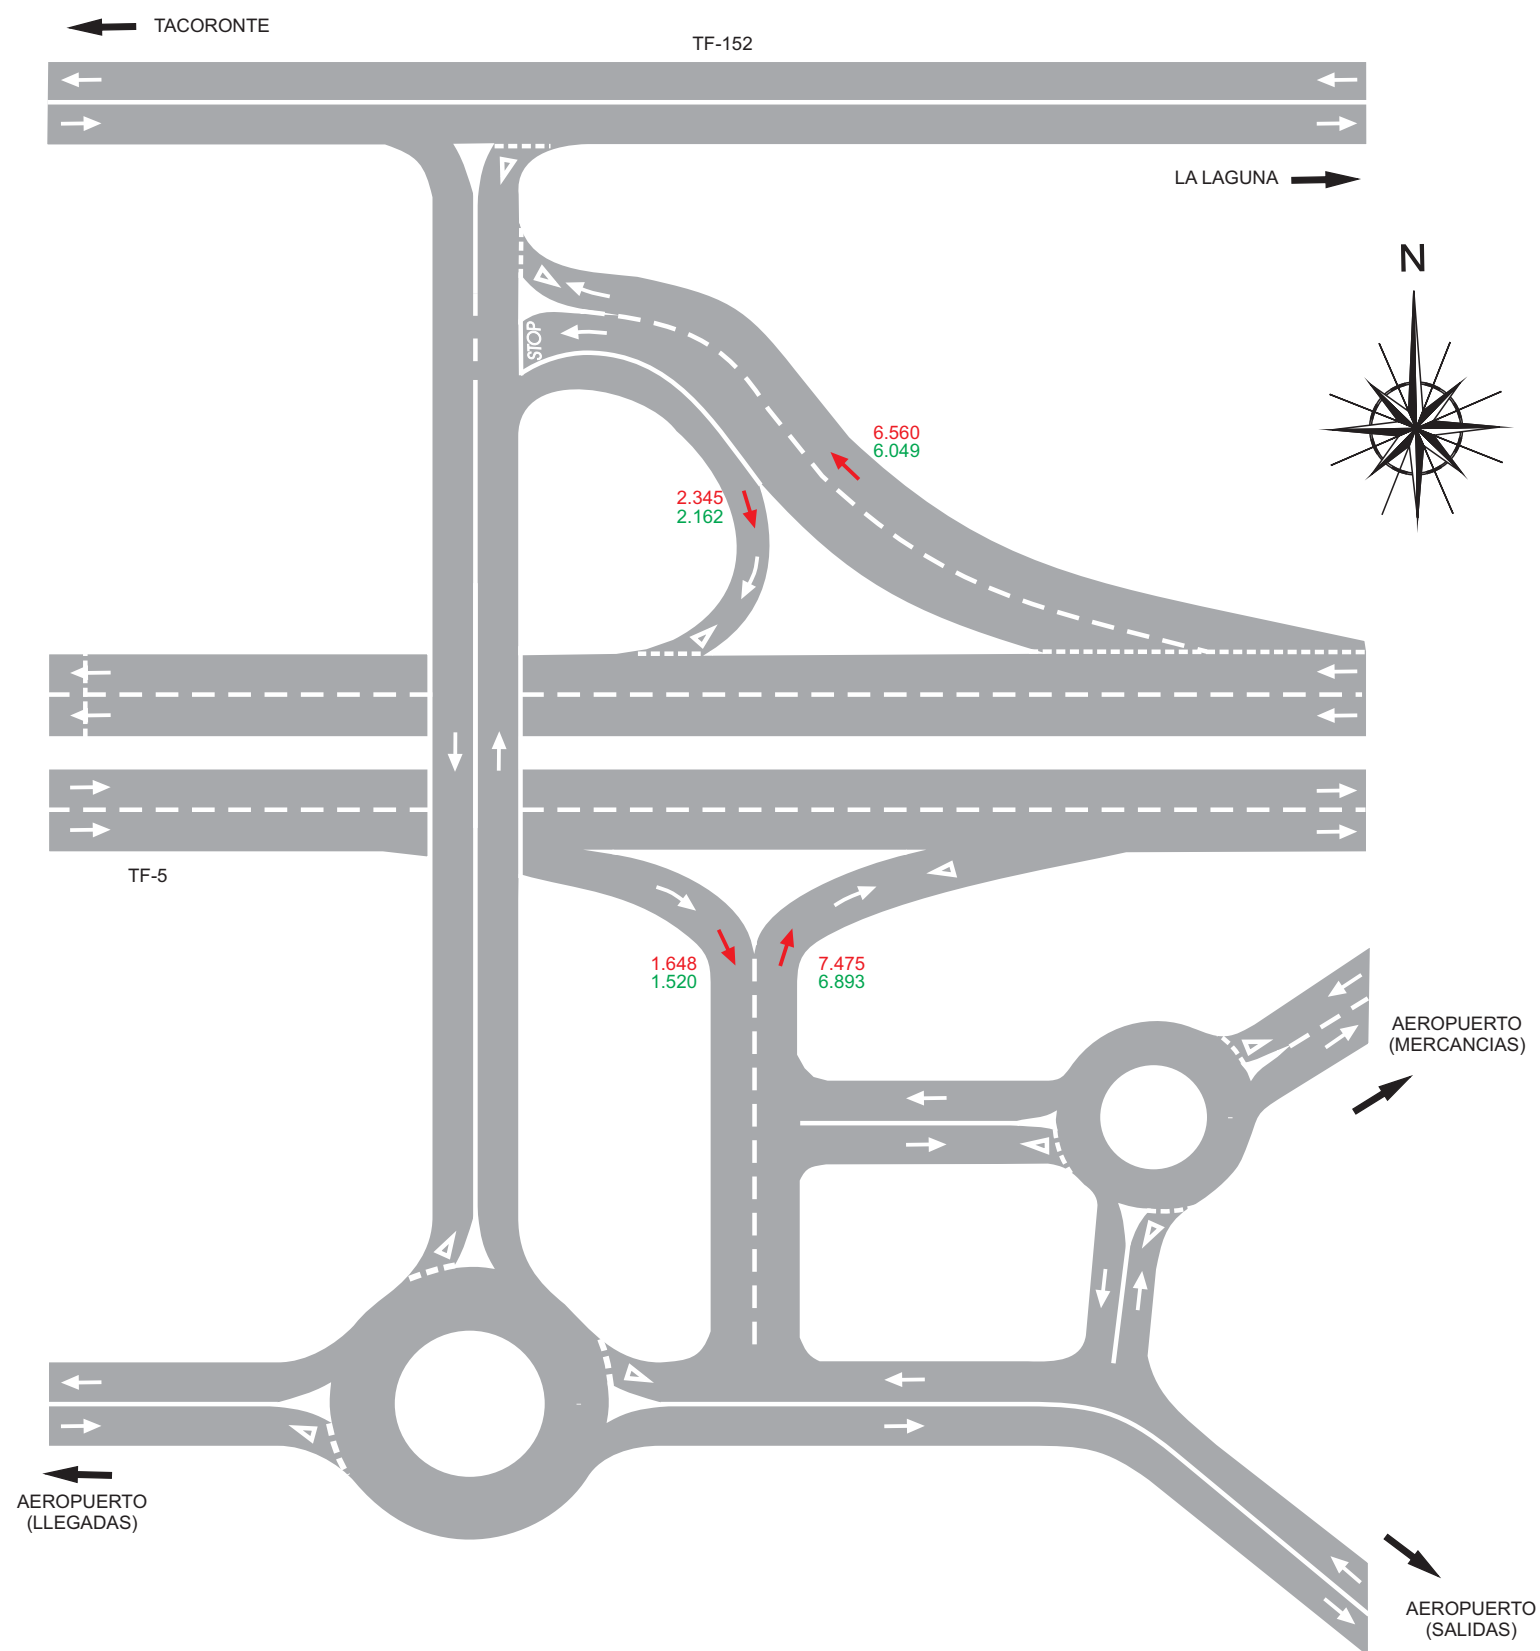 TACORONTE
TF-152
LA LAGUNA
N
STOP
6.560
6.049
2.345
2.162
TF-5
1.648
1.520
7.475
6.893
AEROPUERTO
(MERCANCIAS)
AEROPUERTO
(LLEGADAS)
AEROPUERTO
(SALIDAS)